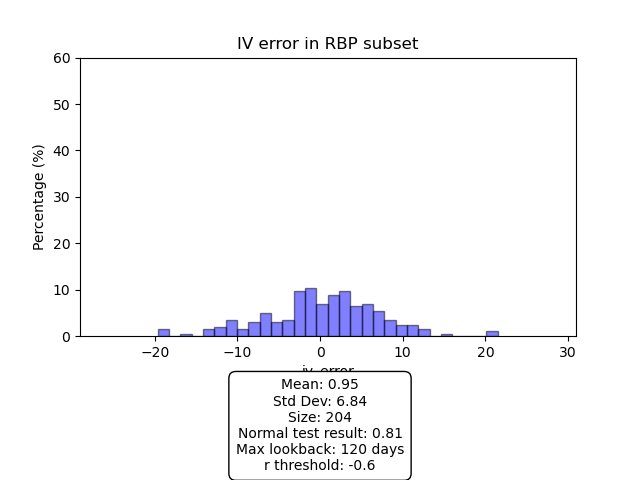 IV error in RBP subset
Percentage (%)
60
50
40
30
20
10
0
−20
−10
0
10
20
30
iv_error
Mean: 0.95
Std Dev: 6.84
Size: 204
Normal test result: 0.81
Max lookback: 120 days
r threshold: -0.6